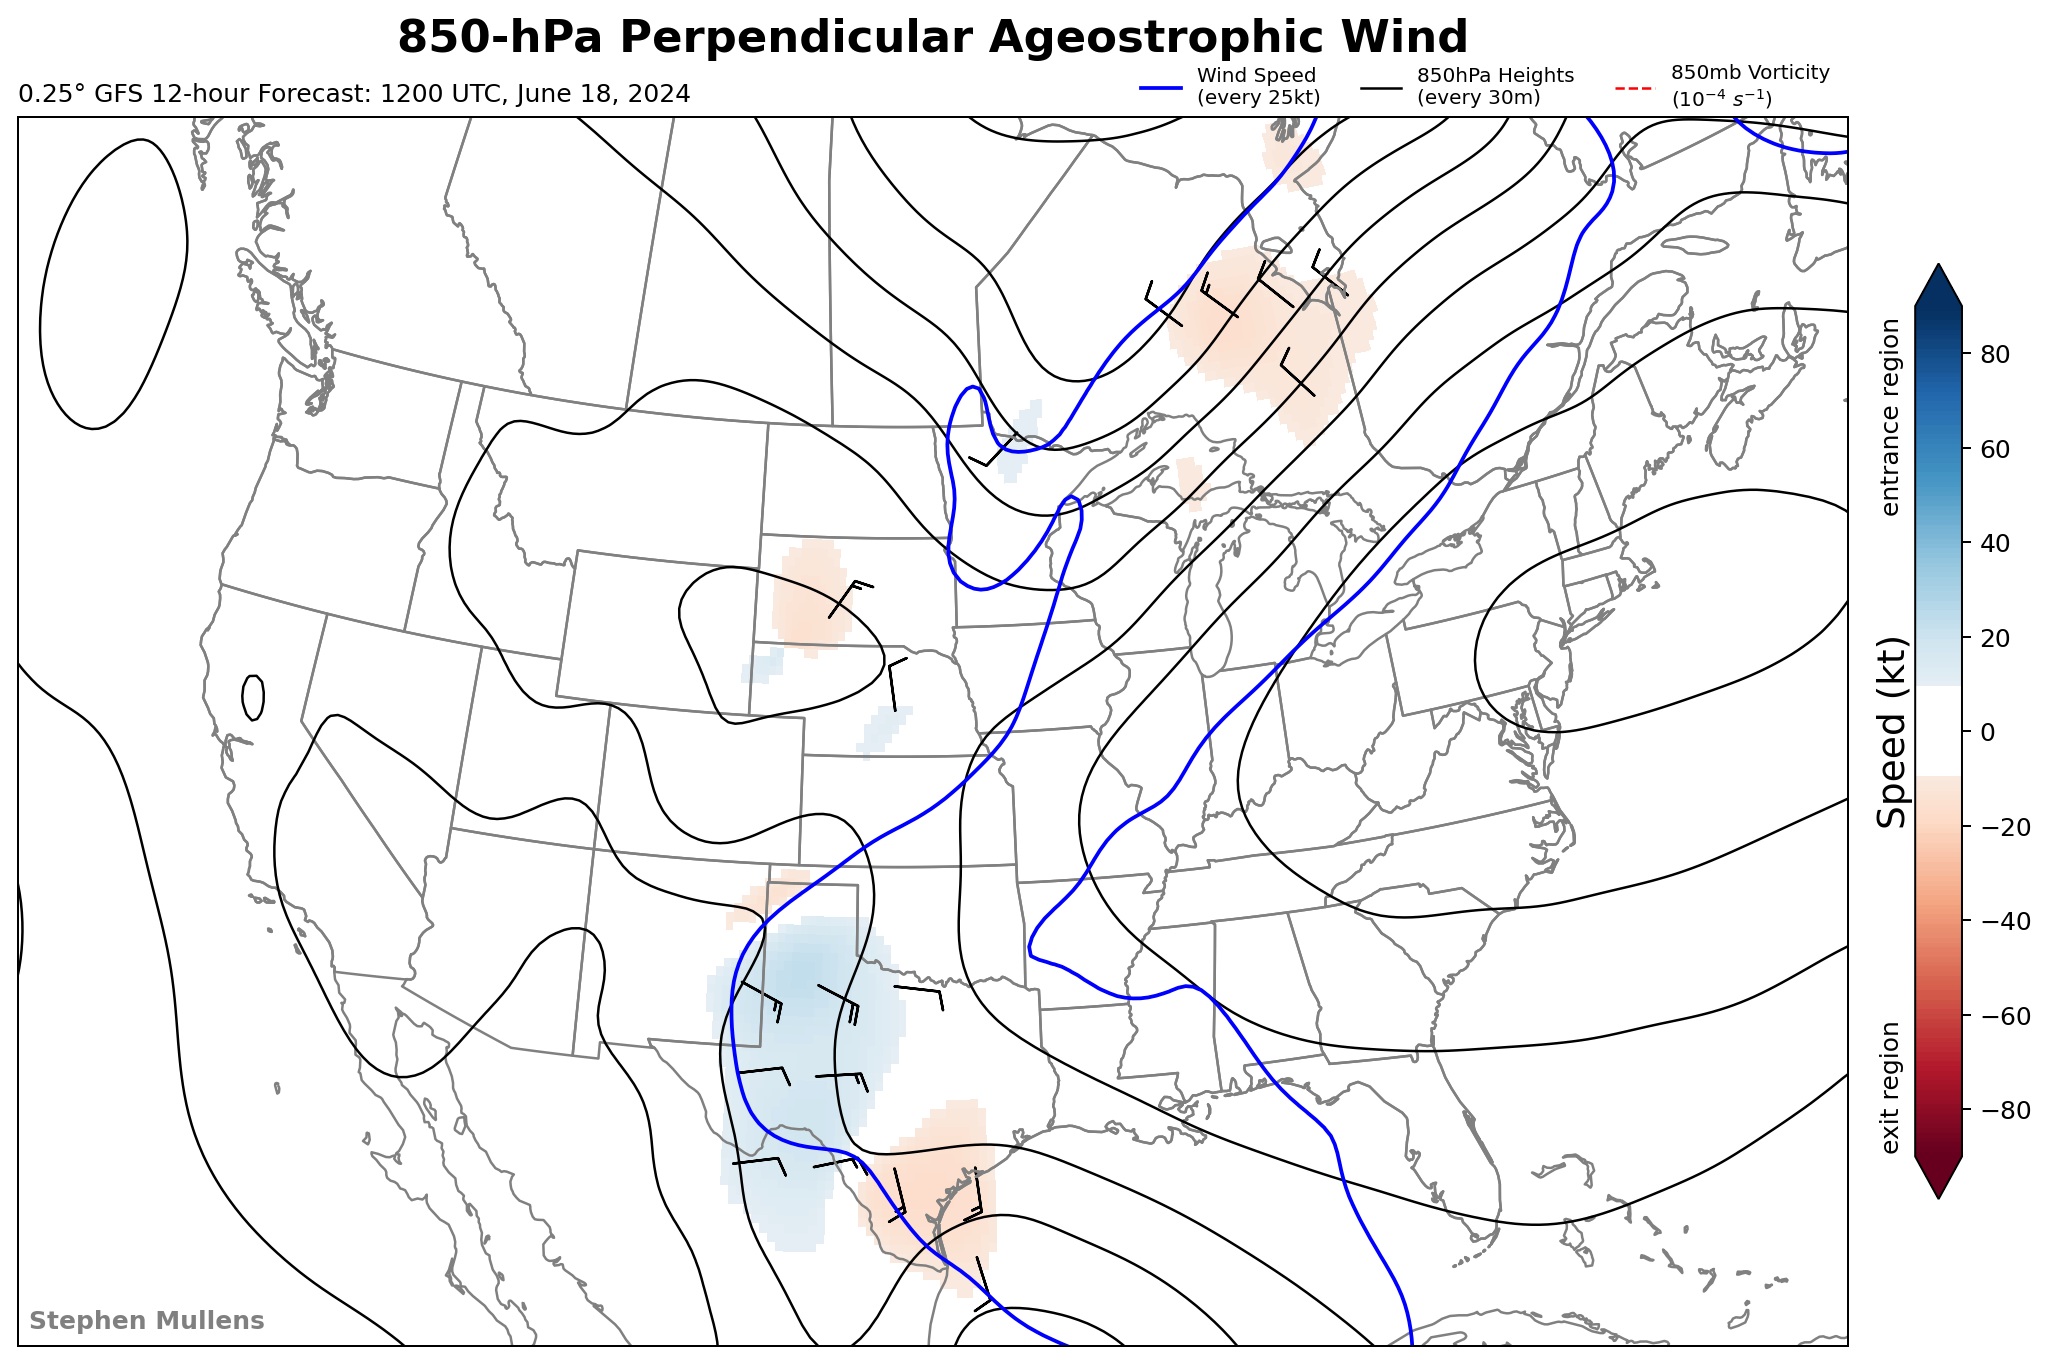 850-hPa Perpendicular Ageostrophic Wind
0.25° GFS 12-hour Forecast: 1200 UTC, June 18, 2024
Wind Speed
(every 25kt)
850hPa Heights
(every 30m)
850mb Vorticity
(10⁻⁴ s⁻¹)
entrance region
Speed (kt)
exit region
80
60
40
20
0
−20
−40
−60
−80
Stephen Mullens